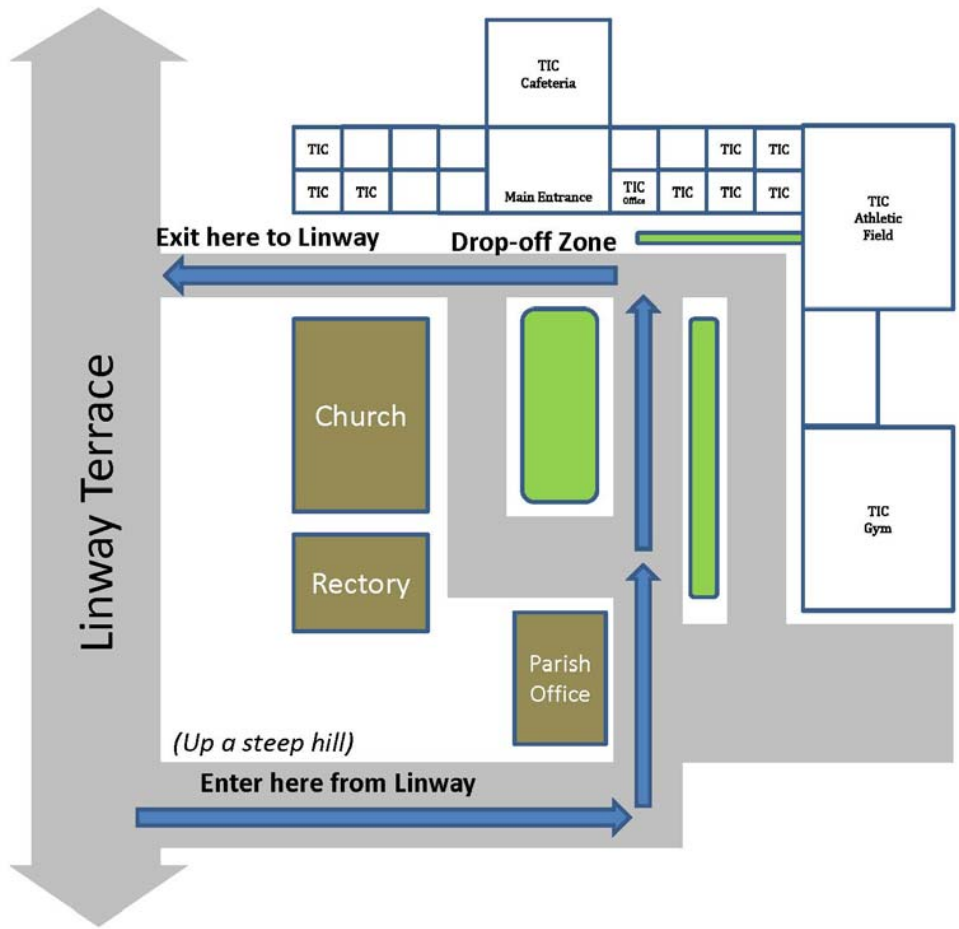 TIC
Cafeteria
TIC
TIC
TIC
TIC
TIC
Main Entrance
TIC
Office
TIC
TIC
TIC
TIC
Athletic
Field
Exit here to Linway
Drop-off Zone
Linway Terrace
Church
Rectory
TIC
Gym
Parish
Office
(Up a steep hill)
Enter here from Linway